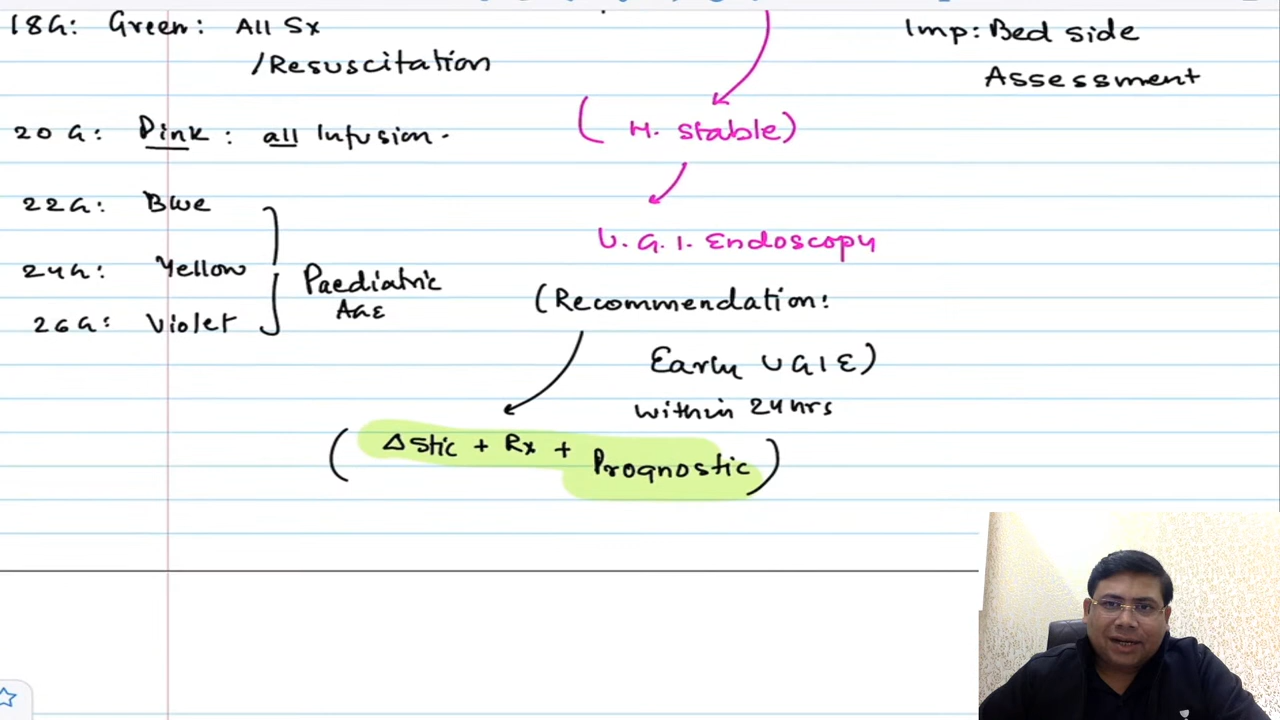 18G: Green: All Sx
/Resuscitation
20G: Pink: all Infusion.
22G: Blue
24G: Yellow
26G: Violet
Paediatric
AGE
Imp: Bed side
Assessment
(H. stable)
U.G.I. Endoscopy
(Recommendation:
Early UGIE)
within 24hrs
(Δstic + Rx +
Prognostic)